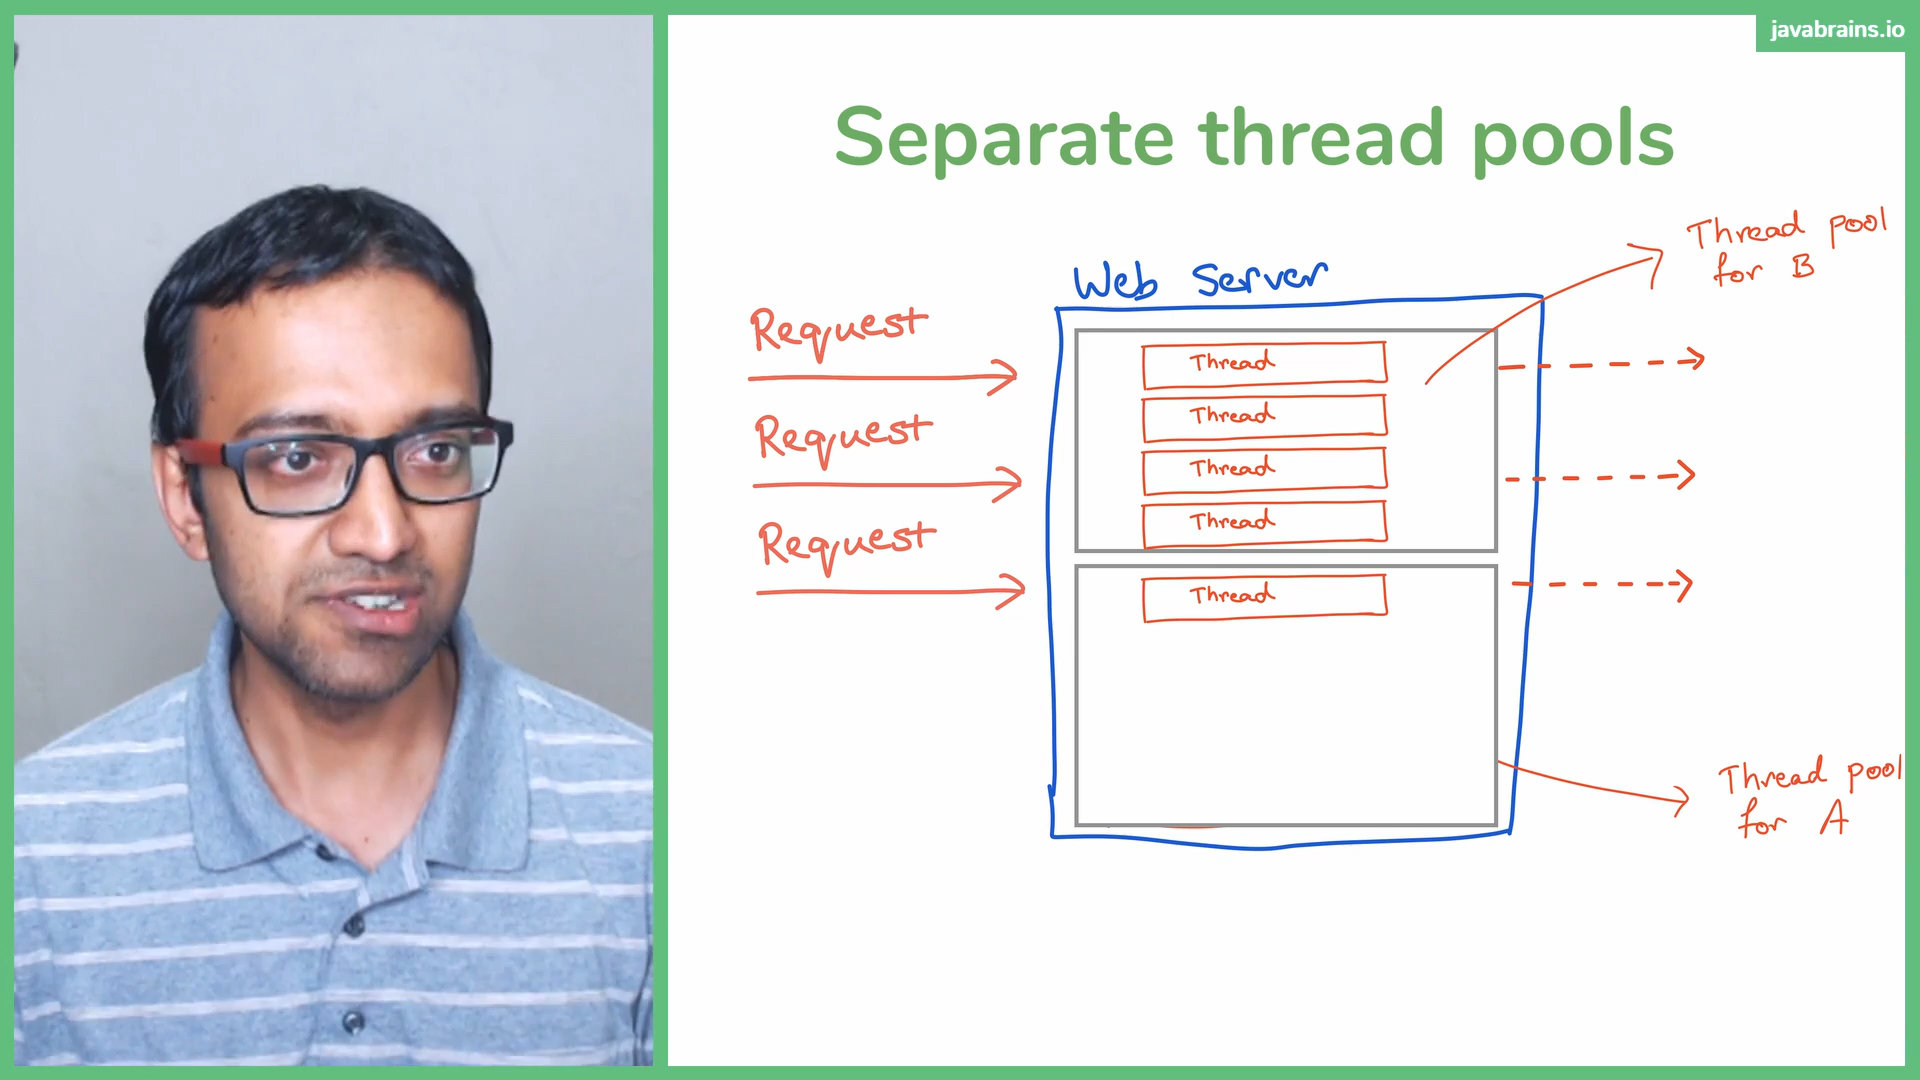 javabrains.io
Separate thread pools
Thread pool
for B
Web Server
Request
Request
Request
Thread
Thread
Thread
Thread
Thread
Thread pool
for A